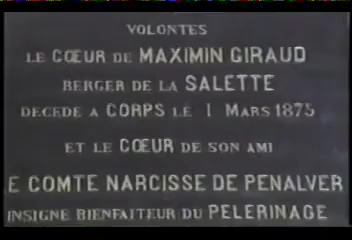 VOLONTES
LE CŒUR DE MAXIMIN GIRAUD
BERGER DE LA SALETTE
DECEDE A CORPS LE 1 MARS 1875
ET LE CŒUR DE SON AMI
E COMTE NARCISSE DE PENALVER
INSIGNE BIENFAITEUR DU PELERINAGE